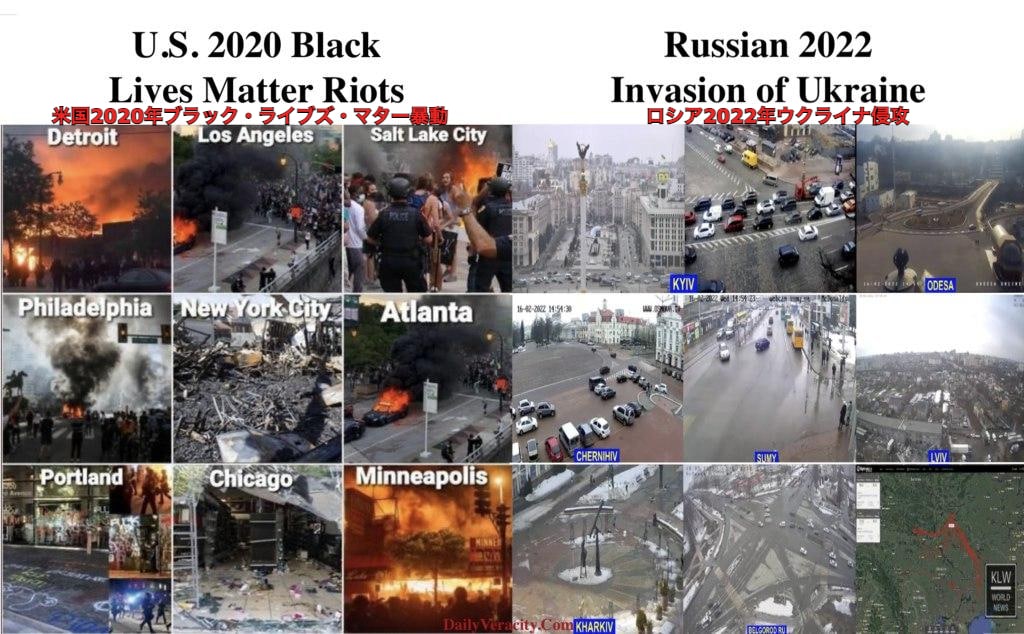 U.S. 2020 Black
Lives Matter Riots
米国2020年ブラック・ライブズ・マター暴動
Russian 2022
Invasion of Ukraine
ロシア2022年ウクライナ侵攻
Detroit
Los Angeles
Salt Lake City
POLICE
KYIV
ODESA
Philadelphia
New York City
Atlanta
16-02-2022 14:54:30
CHERNIHIV
SUMY
LVIV
Portland
Chicago
Minneapolis
KHARKIV
BELGOROD RU
KLW
WORLD-
NEWS
DailyVeracity.Com